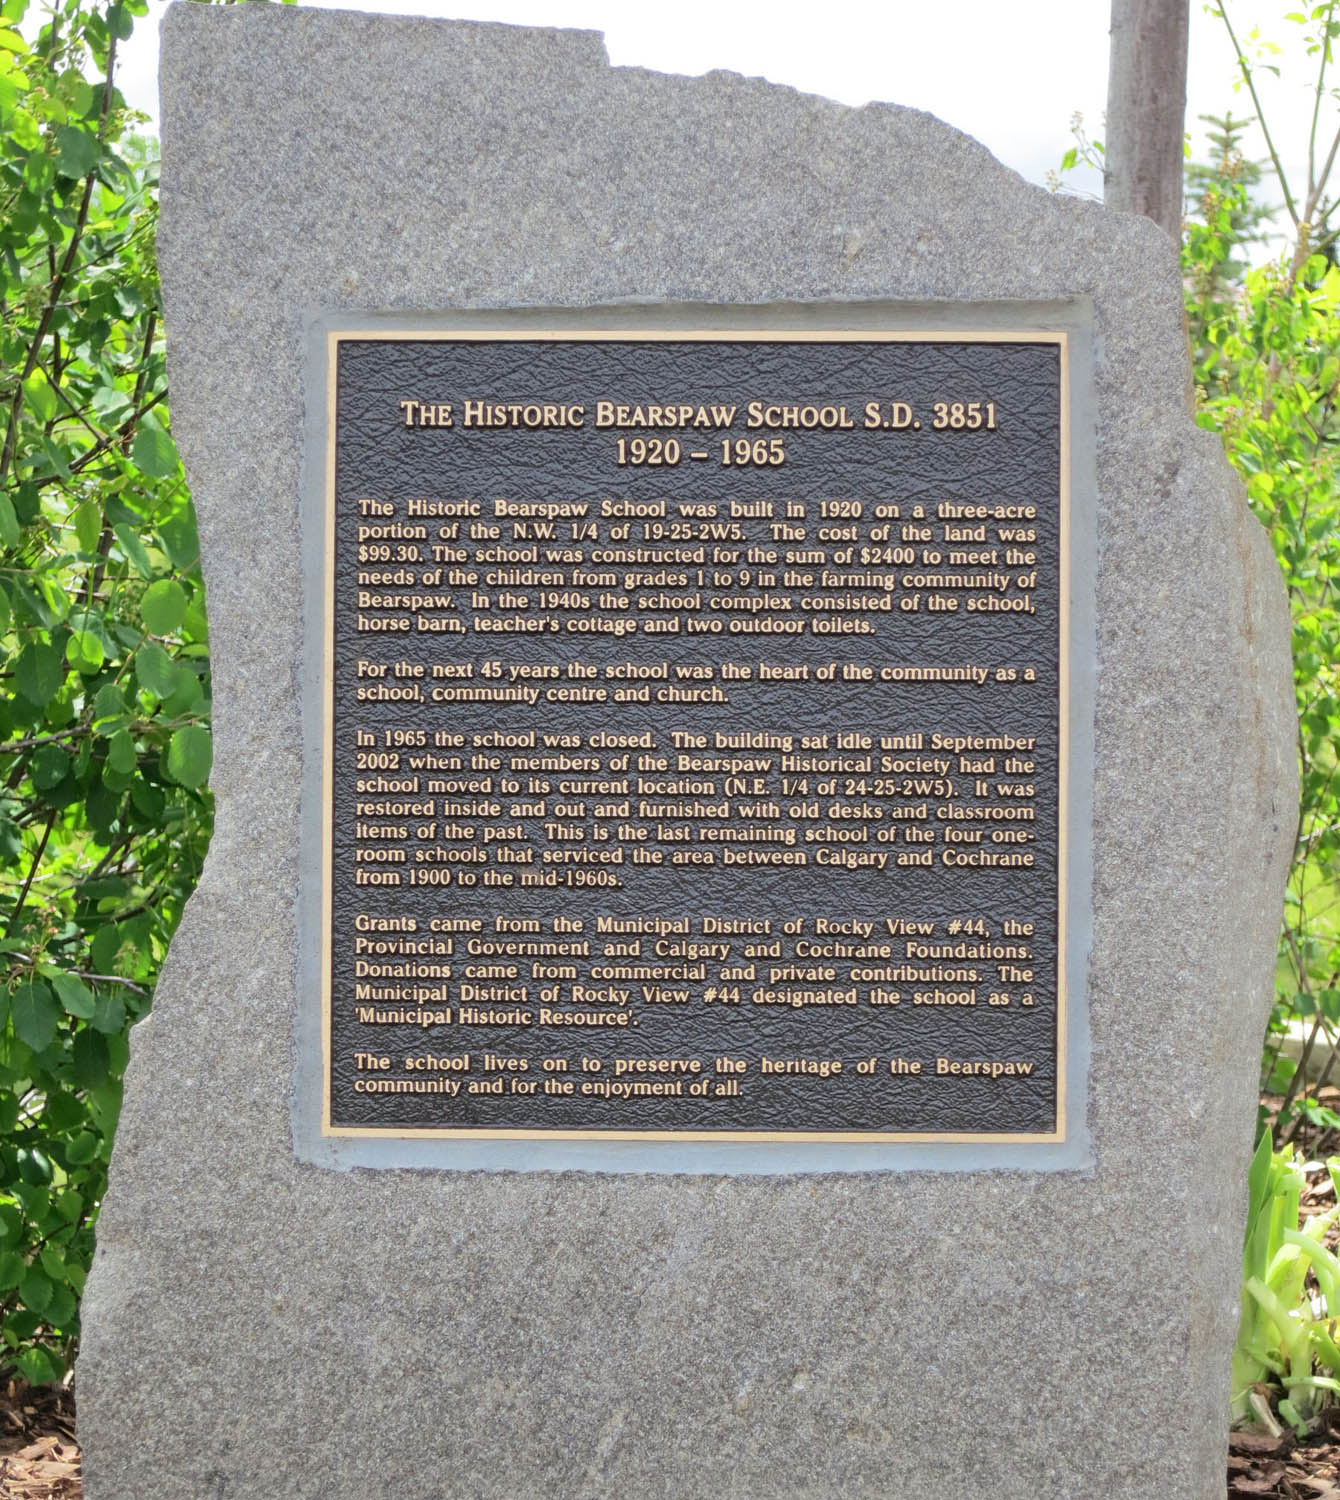 The Historic Bearspaw School S.D. 3851
1920 – 1965
The Historic Bearspaw School was built in 1920 on a three-acre
portion of the N.W. 1/4 of 19-25-2W5. The cost of the land was
$99.30. The school was constructed for the sum of $2400 to meet the
needs of the children from grades 1 to 9 in the farming community of
Bearspaw. In the 1940s the school complex consisted of the school,
horse barn, teacher's cottage and two outdoor toilets.
For the next 45 years the school was the heart of the community as a
school, community centre and church.
In 1965 the school was closed. The building sat idle until September
2002 when the members of the Bearspaw Historical Society had the
school moved to its current location (N.E. 1/4 of 24-25-2W5). It was
restored inside and out and furnished with old desks and classroom
items of the past. This is the last remaining school of the four one-
room schools that serviced the area between Calgary and Cochrane
from 1900 to the mid-1960s.
Grants came from the Municipal District of Rocky View #44, the
Provincial Government and Calgary and Cochrane Foundations.
Donations came from commercial and private contributions. The
Municipal District of Rocky View #44 designated the school as a
'Municipal Historic Resource'.
The school lives on to preserve the heritage of the Bearspaw
community and for the enjoyment of all.